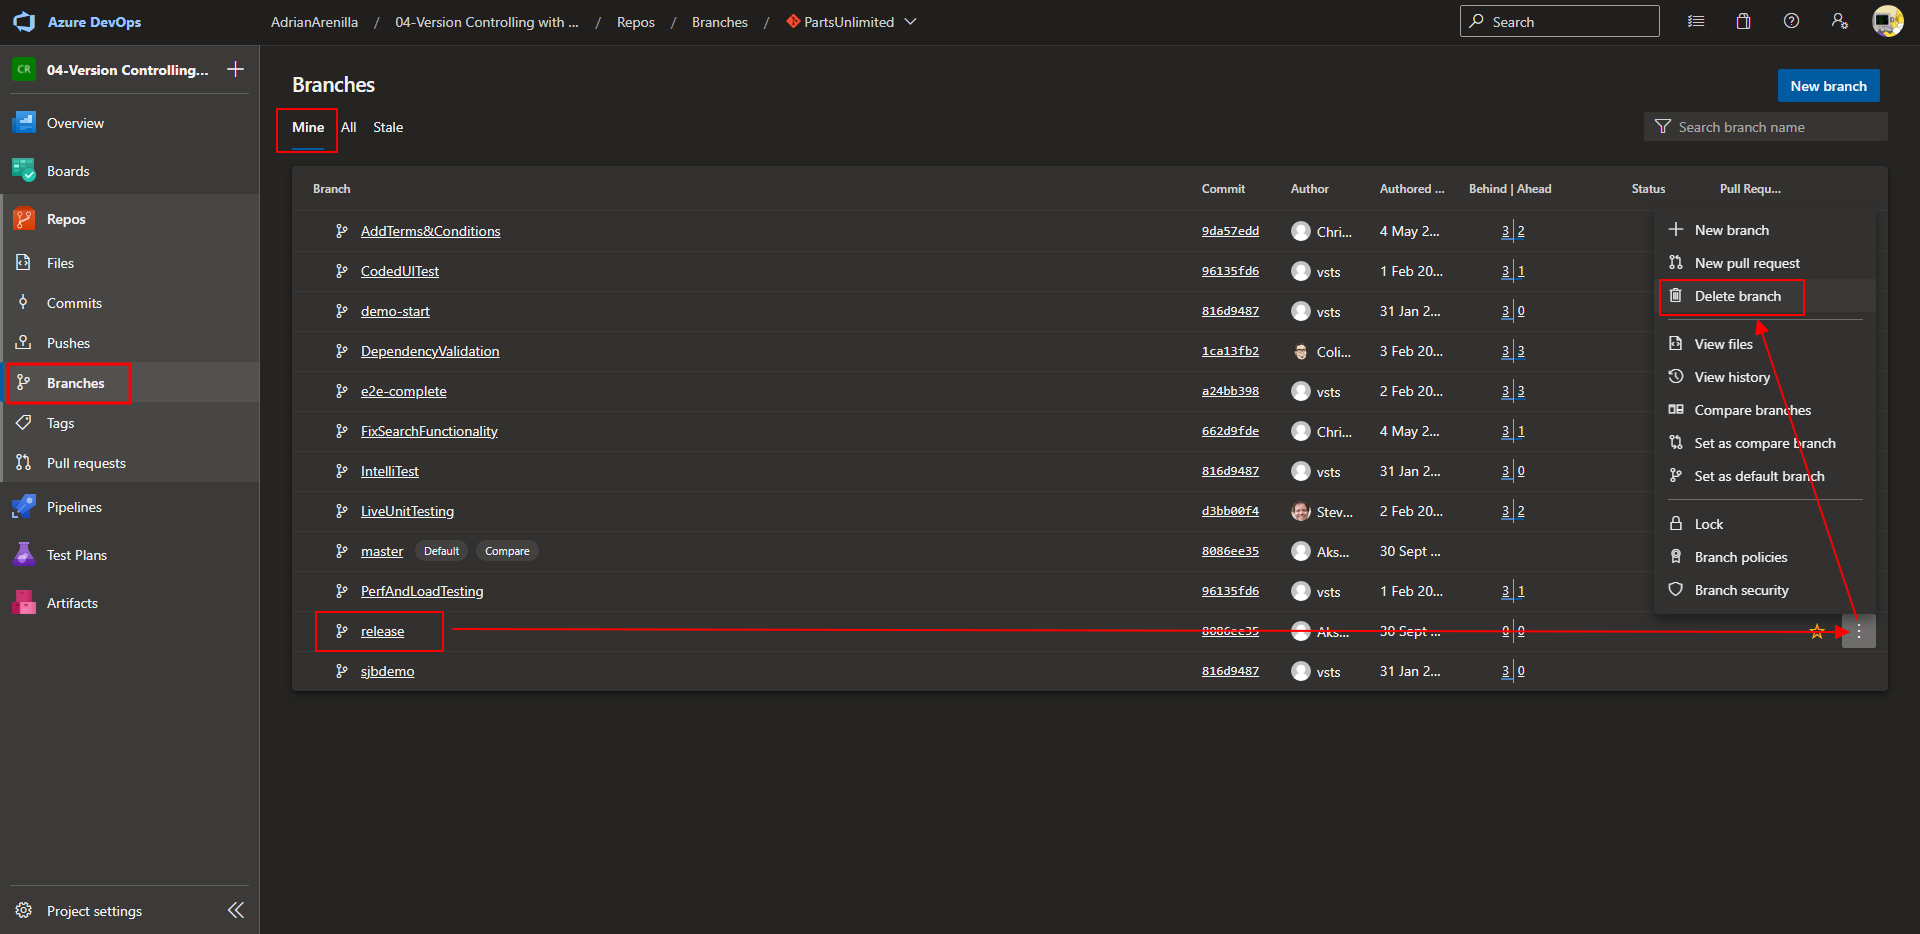 Azure DevOps
AdrianArenilla / 04-Version Controlling with ... / Repos / Branches / PartsUnlimited
Search
CR 04-Version Controlling...
Overview
Boards
Repos
Files
Commits
Pushes
Branches
Tags
Pull requests
Pipelines
Test Plans
Artifacts
Project settings
Branches
New branch
Mine All Stale
Search branch name
Branch Commit Author Authored ... Behind | Ahead Status Pull Requ...
AddTerms&Conditions 9da57edd Chri... 4 May 2... 3 2
CodedUITest 96135fd6 vsts 1 Feb 20... 3 1
demo-start 816d9487 vsts 31 Jan 2... 3 0
DependencyValidation 1ca13fb2 Coli... 3 Feb 20... 3 3
e2e-complete a24bb398 vsts 2 Feb 20... 3 3
FixSearchFunctionality 662d9fde Chri... 4 May 2... 3 1
IntelliTest 816d9487 vsts 31 Jan 2... 3 0
LiveUnitTesting d3bb00f4 Stev... 2 Feb 20... 3 2
master Default Compare 8086ee35 Aks... 30 Sept ...
PerfAndLoadTesting 96135fd6 vsts 1 Feb 20... 3 1
release 8086ee35 Aks... 30 Sept ... 0 0
sjbdemo 816d9487 vsts 31 Jan 2... 3 0
New branch
New pull request
Delete branch
View files
View history
Compare branches
Set as compare branch
Set as default branch
Lock
Branch policies
Branch security